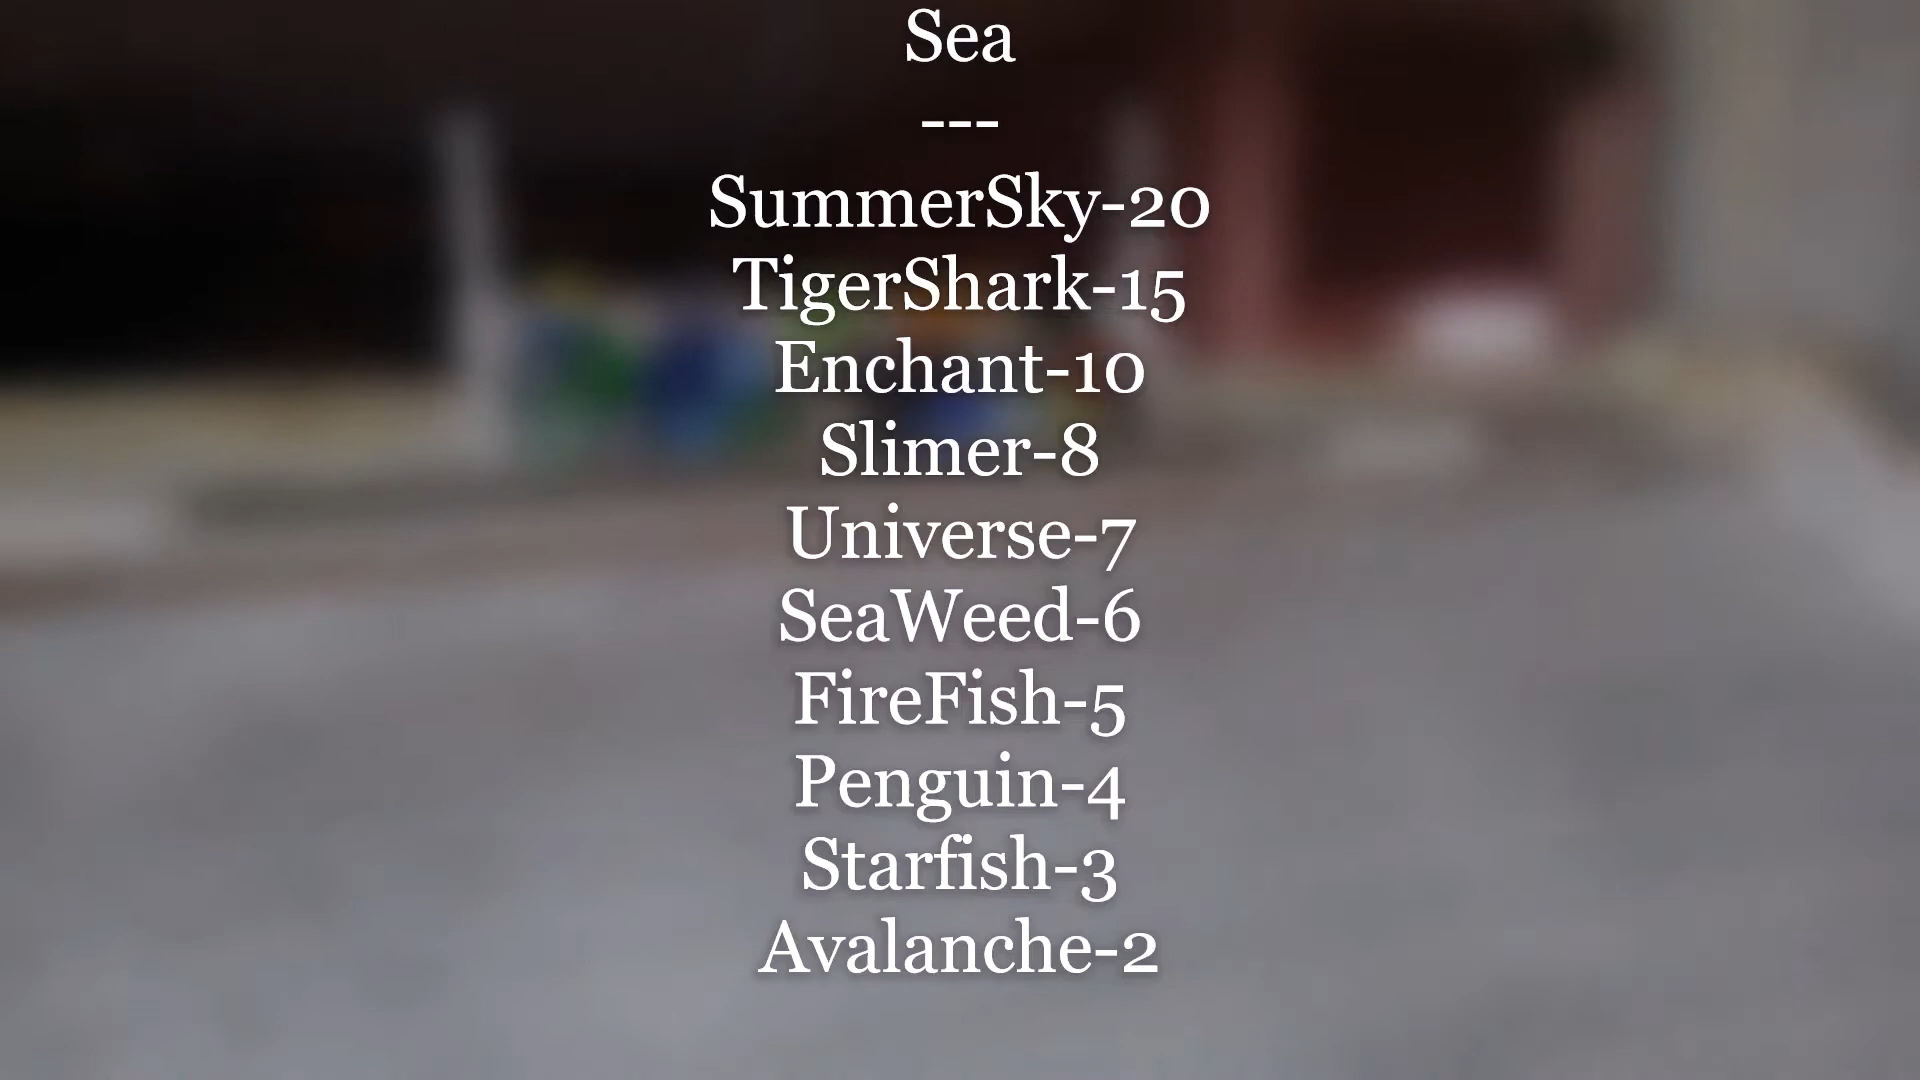 Sea
---
SummerSky-20
TigerShark-15
Enchant-10
Slimer-8
Universe-7
SeaWeed-6
FireFish-5
Penguin-4
Starfish-3
Avalanche-2